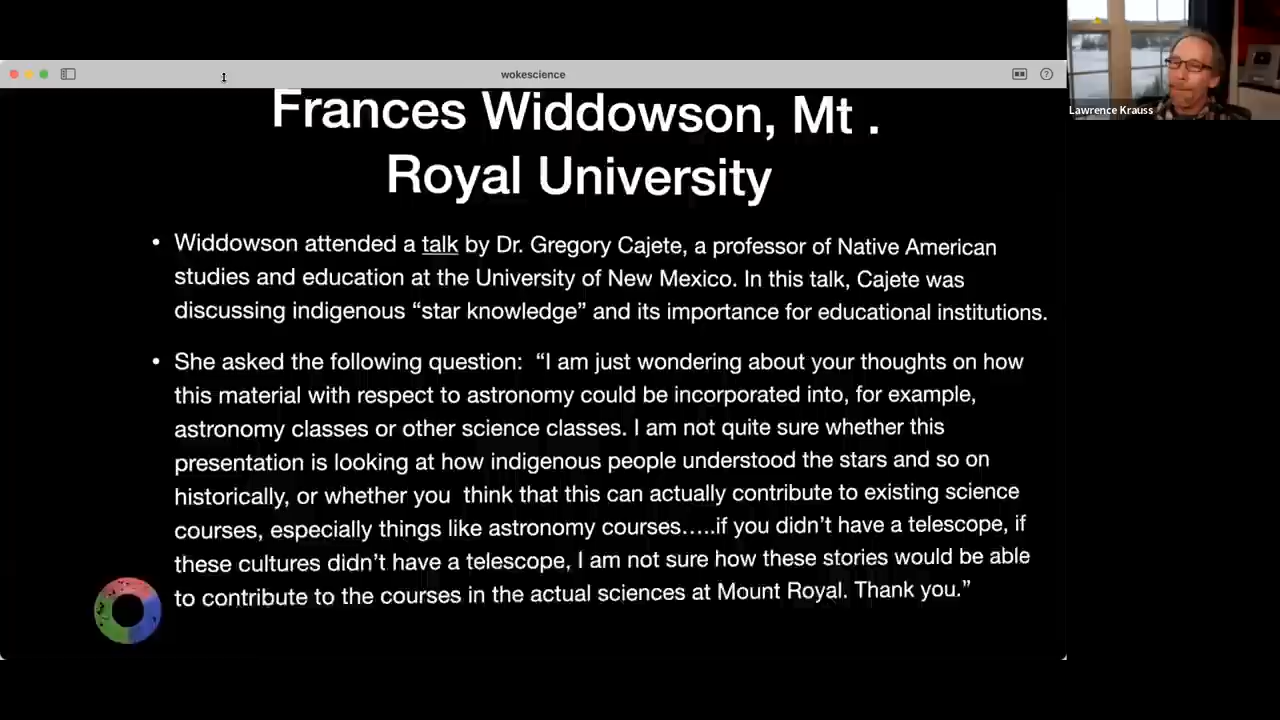 wokescience
Lawrence Krauss
Frances Widdowson, Mt .
Royal University
• Widdowson attended a talk by Dr. Gregory Cajete, a professor of Native American
studies and education at the University of New Mexico. In this talk, Cajete was
discussing indigenous “star knowledge” and its importance for educational institutions.
• She asked the following question: “I am just wondering about your thoughts on how
this material with respect to astronomy could be incorporated into, for example,
astronomy classes or other science classes. I am not quite sure whether this
presentation is looking at how indigenous people understood the stars and so on
historically, or whether you think that this can actually contribute to existing science
courses, especially things like astronomy courses…..if you didn’t have a telescope, if
these cultures didn’t have a telescope, I am not sure how these stories would be able
to contribute to the courses in the actual sciences at Mount Royal. Thank you.”